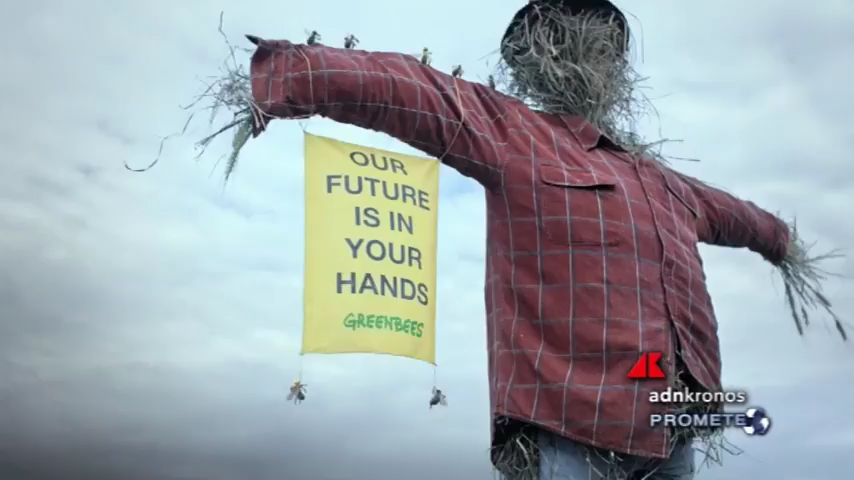 OUR
FUTURE
IS IN
YOUR
HANDS
GREENBEES
adnkronos
PROMETEO